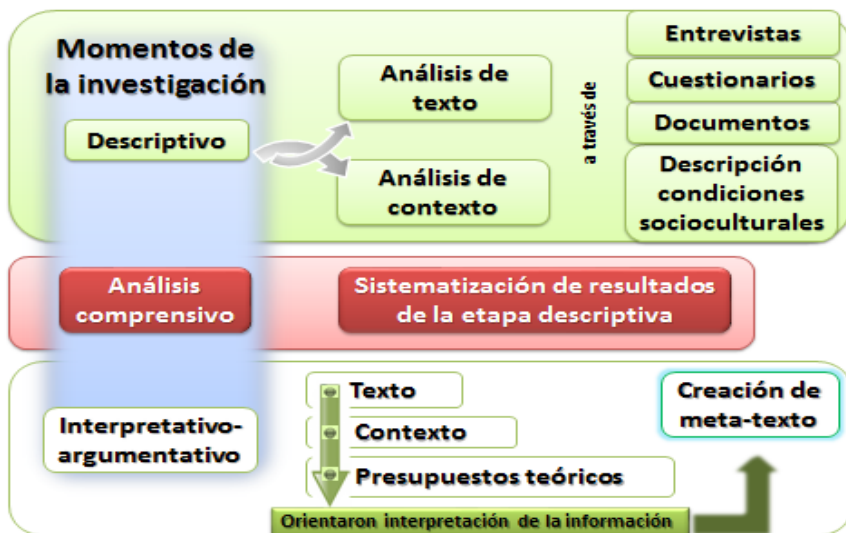 Momentos de
la investigación
Descriptivo
Análisis de
texto
Análisis de
contexto
a través de
Entrevistas
Cuestionarios
Documentos
Descripción
condiciones
socioculturales
Análisis
comprensivo
Sistematización de resultados
de la etapa descriptiva
Interpretativo-
argumentativo
Texto
Contexto
Presupuestos teóricos
Orientaron interpretación de la información
Creación de
meta-texto